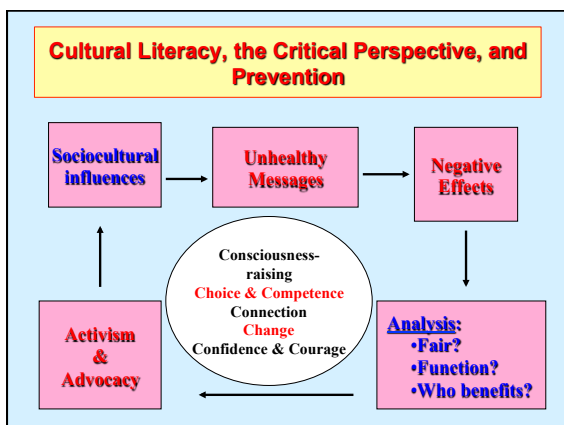 Cultural Literacy, the Critical Perspective, and
Prevention
Sociocultural
influences
Unhealthy
Messages
Negative
Effects
Analysis:
•Fair?
•Function?
•Who benefits?
Activism
&
Advocacy
Consciousness-
raising
Choice & Competence
Connection
Change
Confidence & Courage